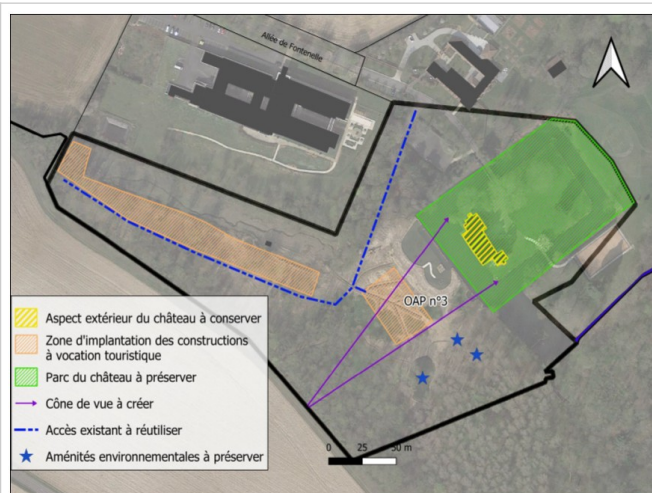 Allée de Fontenelle
OAP n°3
Aspect extérieur du château à conserver
Zone d'implantation des constructions
à vocation touristique
Parc du château à préserver
Cône de vue à créer
Accès existant à réutiliser
Aménités environnementales à préserver
0 25 50 m